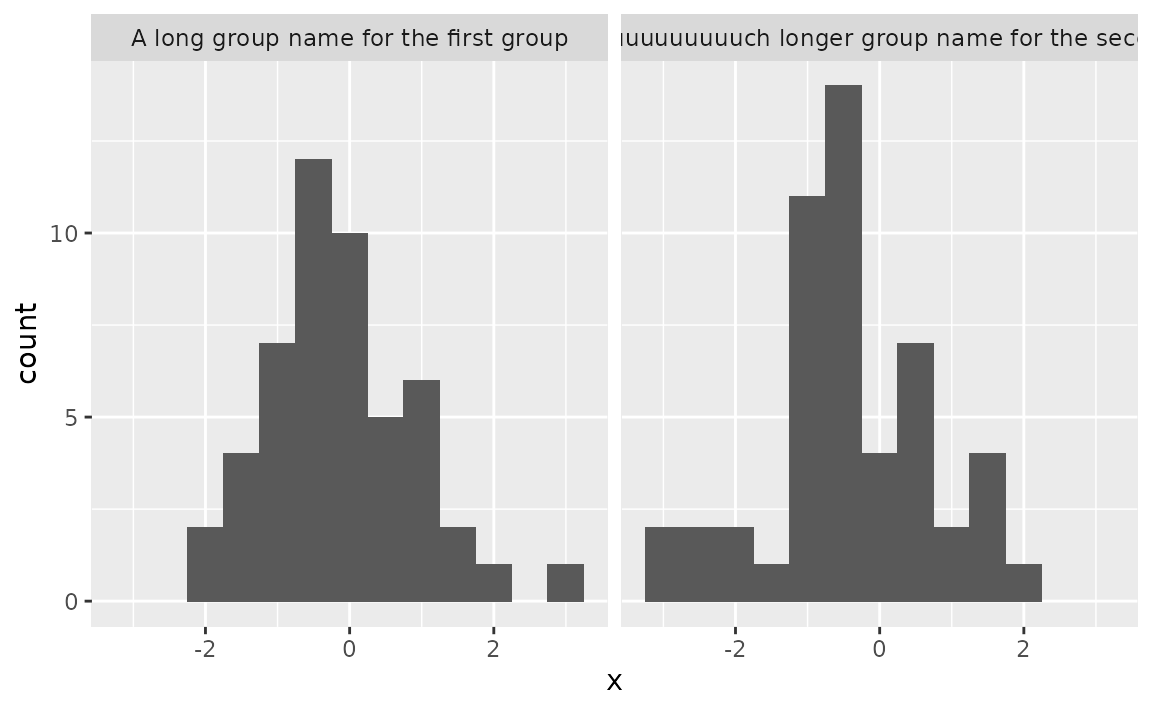 A long group name for the first group
longer group name for the
count
10
5
0
-2 0 2
-2 0 2
x